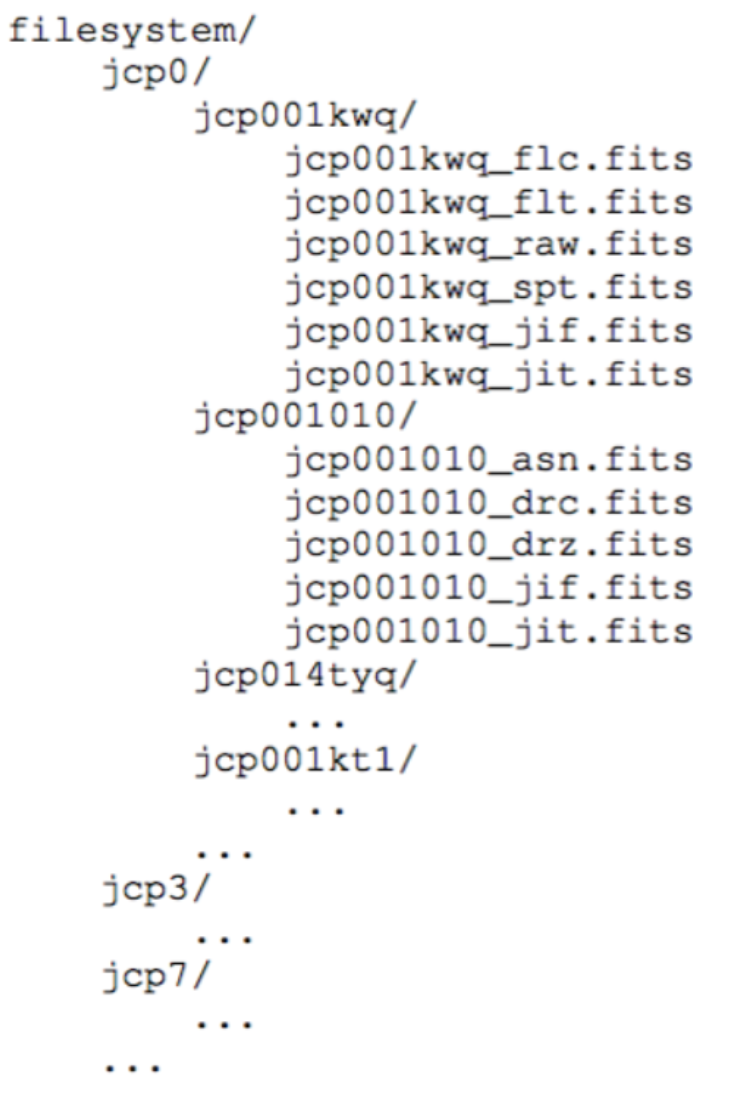 filesystem/
jcp0/
jcp001kwq/
jcp001kwq_flc.fits
jcp001kwq_flt.fits
jcp001kwq_raw.fits
jcp001kwq_spt.fits
jcp001kwq_jif.fits
jcp001kwq_jit.fits
jcp001010/
jcp001010_asn.fits
jcp001010_drc.fits
jcp001010_drz.fits
jcp001010_jif.fits
jcp001010_jit.fits
jcp014tyq/
...
jcp001kt1/
...
...
jcp3/
...
jcp7/
...
...